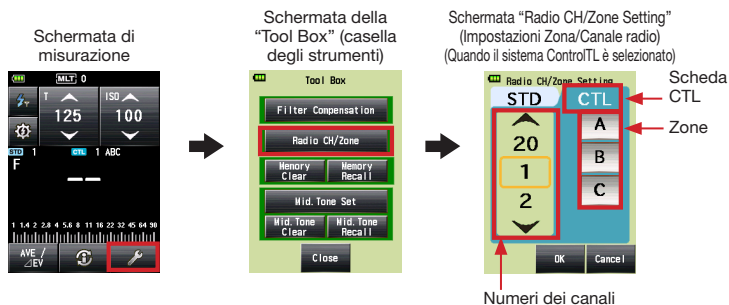 Schermata di
misurazione
MLT 0
T
ISO
125
100
STD 1
CTL 1 ABC
F
1 1.4 2 2.8 4 5.6 8 11 16 22 32 45 64 90
AVE /
⊿EV
Schermata della
“Tool Box” (casella
degli strumenti)
Tool Box
Filter Compensation
Radio CH/Zone
Memory
Clear
Memory
Recall
Mid. Tone Set
Mid. Tone
Clear
Mid. Tone
Recall
Close
Schermata “Radio CH/Zone Setting”
(Impostazioni Zona/Canale radio)
(Quando il sistema ControlTL è selezionato)
Radio CH/Zone Setting
STD
CTL
20
1
2
A
B
C
OK
Cancel
Scheda
CTL
Zone
Numeri dei canali